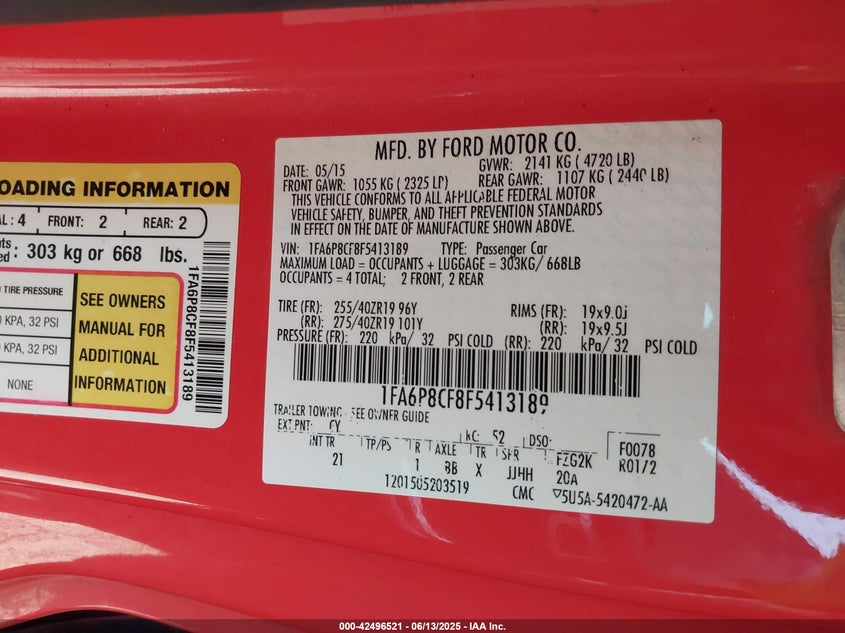 MFD. BY FORD MOTOR CO.
DATE: 05/15 GVWR: 2141 KG ( 4720 LB)
FRONT GAWR: 1055 KG ( 2325 LB) REAR GAWR: 1107 KG ( 2440 LB)
THIS VEHICLE CONFORMS TO ALL APPLICABLE FEDERAL MOTOR
VEHICLE SAFETY, BUMPER, AND THEFT PREVENTION STANDARDS
IN EFFECT ON THE DATE OF MANUFACTURE SHOWN ABOVE.
VIN: 1FA6P8CF8F5413189 TYPE: Passenger Car
MAXIMUM LOAD = OCCUPANTS + LUGGAGE = 303KG/ 668LB
OCCUPANTS = 4 TOTAL; 2 FRONT, 2 REAR
TIRE (FR): 255/40ZR19 96Y RIMS (FR): 19x9.0J
(RR): 275/40ZR19 101Y (RR): 19x9.5J
PRESSURE (FR): 220 kPa/ 32 PSI COLD (RR): 220 kPa/ 32 PSI COLD
1FA6P8CF8F5413189
TRAILER TOWING - SEE OWNER GUIDE
EXT PNT: RC: 52 DSO: F0078
INT TR TP/PS R AXLE TR SPR FZG2K R01/2
21 1 BB X JJHH 20A
1201505203519 CMC ▽5U5A-5420472-AA
OADING INFORMATION
AL : 4 FRONT: 2 REAR: 2
303 kg or 668 lbs.
TIRE PRESSURE
KPA, 32 PSI
KPA, 32 PSI
NONE
SEE OWNERS
MANUAL FOR
ADDITIONAL
INFORMATION
1FA6P8CF8F5413189
000-42496521 - 06/13/2025 - IAA Inc.